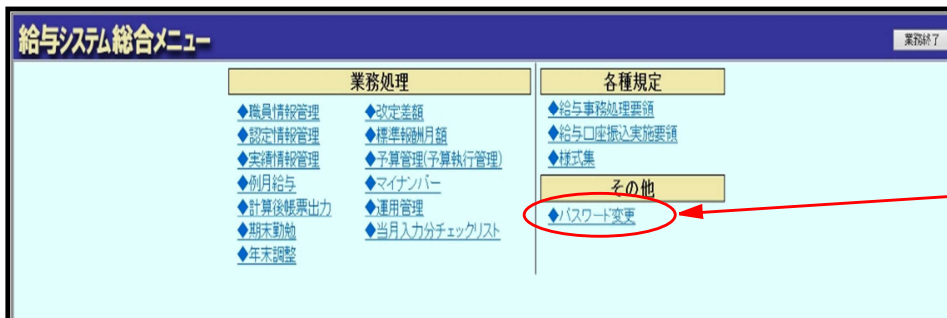 給与システム総合メニュー
業務終了
業務処理
◆職員情報管理
◆認定情報管理
◆実績情報管理
◆例月給与
◆計算後帳票出力
◆期末勤勉
◆年末調整
◆改定差額
◆標準報酬月額
◆予算管理(予算執行管理)
◆マイナンバー
◆運用管理
◆当月入力分チェックリスト
各種規定
◆給与事務処理要領
◆給与口座振込実施要領
◆様式集
その他
◆パスワード変更